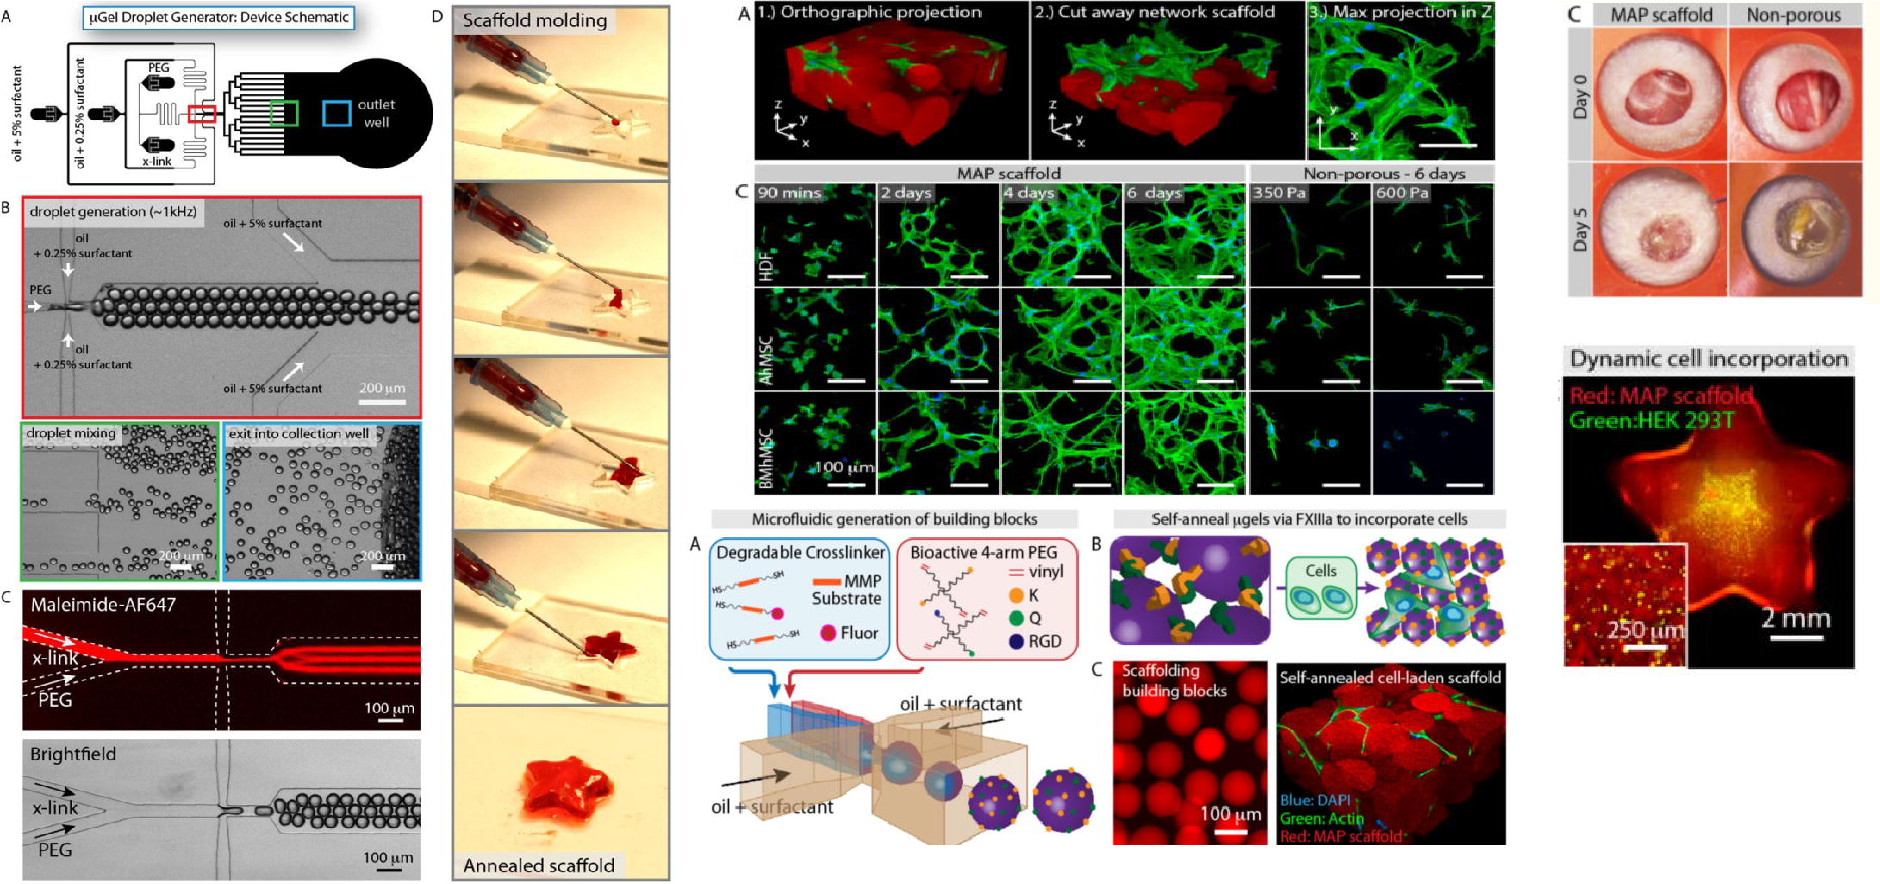 A
μGel Droplet Generator: Device Schematic
oil + 5% surfactant
oil + 0.25% surfactant
PEG
x-link
outlet
well
B
droplet generation (~1kHz)
oil + 5% surfactant
oil
+ 0.25% surfactant
PEG
oil
+ 0.25% surfactant
oil + 5% surfactant
200 μm
droplet mixing
200 μm
exit into collection well
200 μm
C
Maleimide-AF647
x-link
PEG
100 μm
Brightfield
x-link
PEG
100 μm
D
Scaffold molding
Annealed scaffold
A
1.) Orthographic projection
z
y
x
2.) Cut away network scaffold
z
y
x
3.) Max projection in Z
y
x
C
MAP scaffold
Non-porous - 6 days
90 mins
2 days
4 days
6 days
350 Pa
600 Pa
HDF
AhMSC
BMhMSC
100 μm
A
Microfluidic generation of building blocks
Degradable Crosslinker
SH
HS
HS
SH
HS
MMP
Substrate
Fluor
Bioactive 4-arm PEG
vinyl
K
Q
RGD
oil + surfactant
oil + surfactant
B
Self-anneal μgels via FXIIIa to incorporate cells
Cells
C
Scaffolding
building blocks
100 μm
Self-annealed cell-laden scaffold
Blue: DAPI
Green: Actin
Red: MAP scaffold
C
MAP scaffold
Non-porous
Day 0
Day 5
Dynamic cell incorporation
Red: MAP scaffold
Green:HEK 293T
250 μm
2 mm